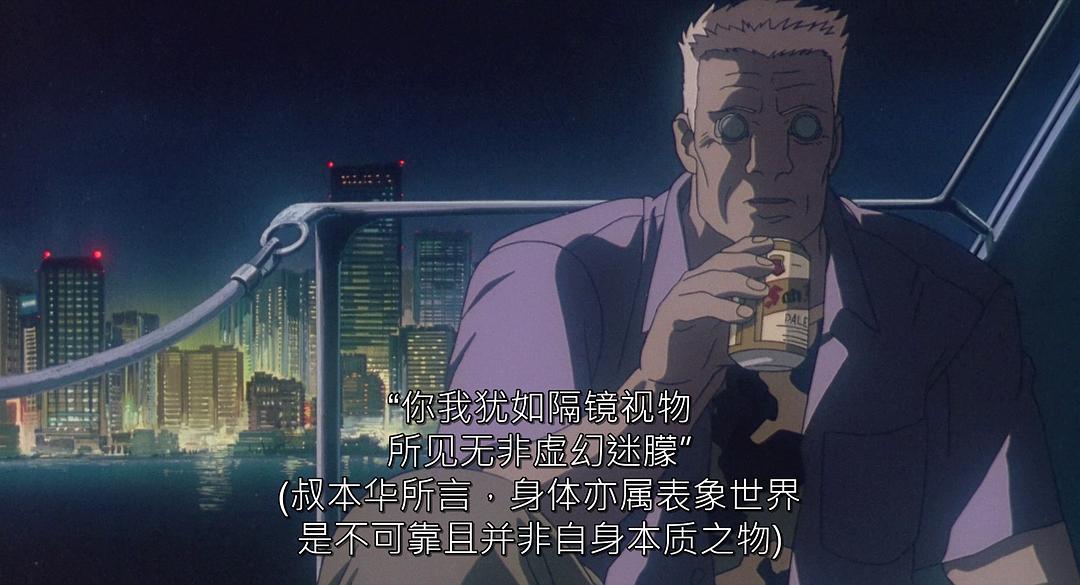 San
PALE
“你我犹如隔镜视物
所见无非虚幻迷朦”
(叔本华所言，身体亦属表象世界
是不可靠且并非自身本质之物)